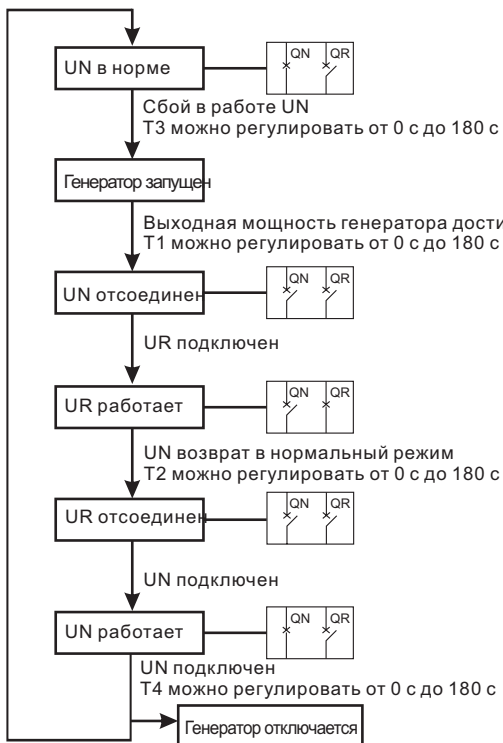 UN в норме
QN QR
Сбой в работе UN
T3 можно регулировать от 0 с до 180 с
Генератор запущен
Выходная мощность генератора дости
T1 можно регулировать от 0 с до 180 с
UN отсоединен
QN QR
UR подключен
UR работает
QN QR
UN возврат в нормальный режим
T2 можно регулировать от 0 с до 180 с
UR отсоединен
QN QR
UN подключен
UN работает
QN QR
UN подключен
T4 можно регулировать от 0 с до 180 с
Генератор отключается